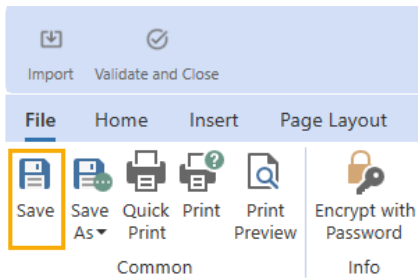 Import Validate and Close
File Home Insert Page Layout
Save Save As Quick Print Print Print Preview Encrypt with Password
Common Info